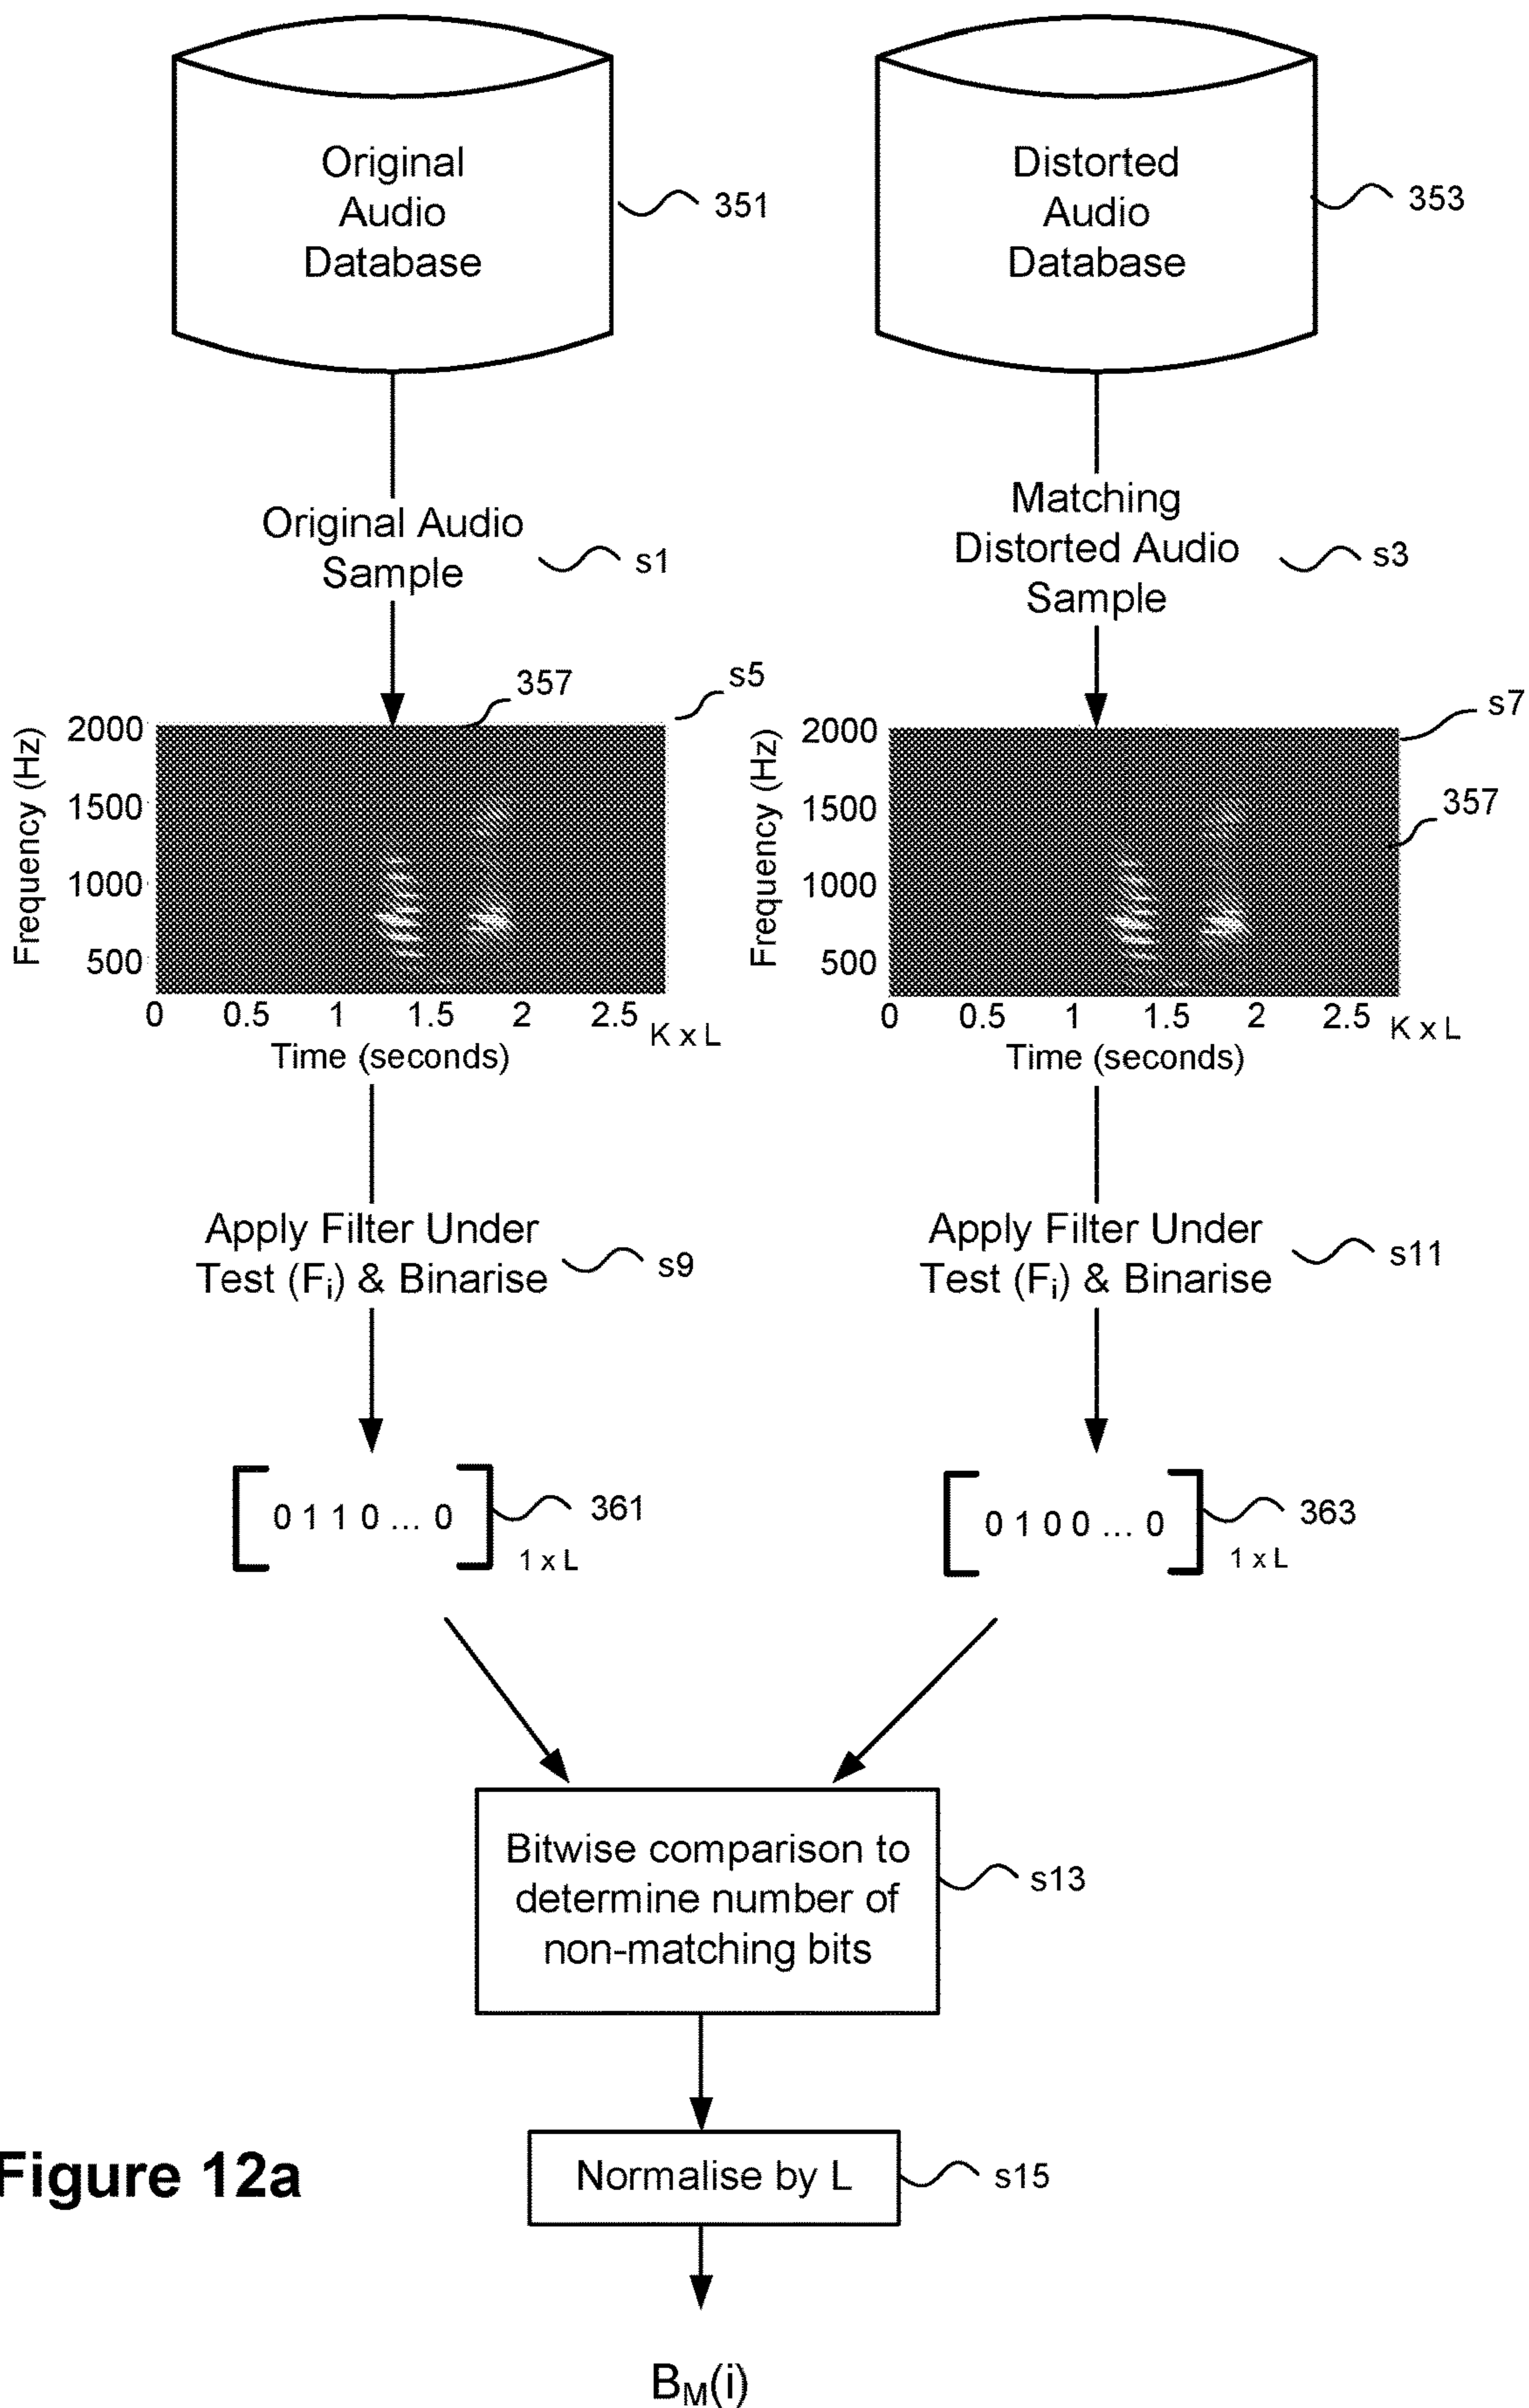 Original
Audio
Database
351
Distorted
Audio
Database
353
Original Audio
Sample
s1
Matching
Distorted Audio
Sample
s3
357
s5
Frequency (Hz)
2000
1500
1000
500
0 0.5 1 1.5 2 2.5
K x L
Time (seconds)
s7
357
Frequency (Hz)
2000
1500
1000
500
0 0.5 1 1.5 2 2.5
K x L
Time (seconds)
Apply Filter Under
Test (Fi) & Binarise
s9
Apply Filter Under
Test (Fi) & Binarise
s11
[ 0 1 1 0 ... 0 ]
1 x L
361
[ 0 1 0 0 ... 0 ]
1 x L
363
Bitwise comparison to
determine number of
non-matching bits
s13
Normalise by L
s15
Figure 12a
BM(i)